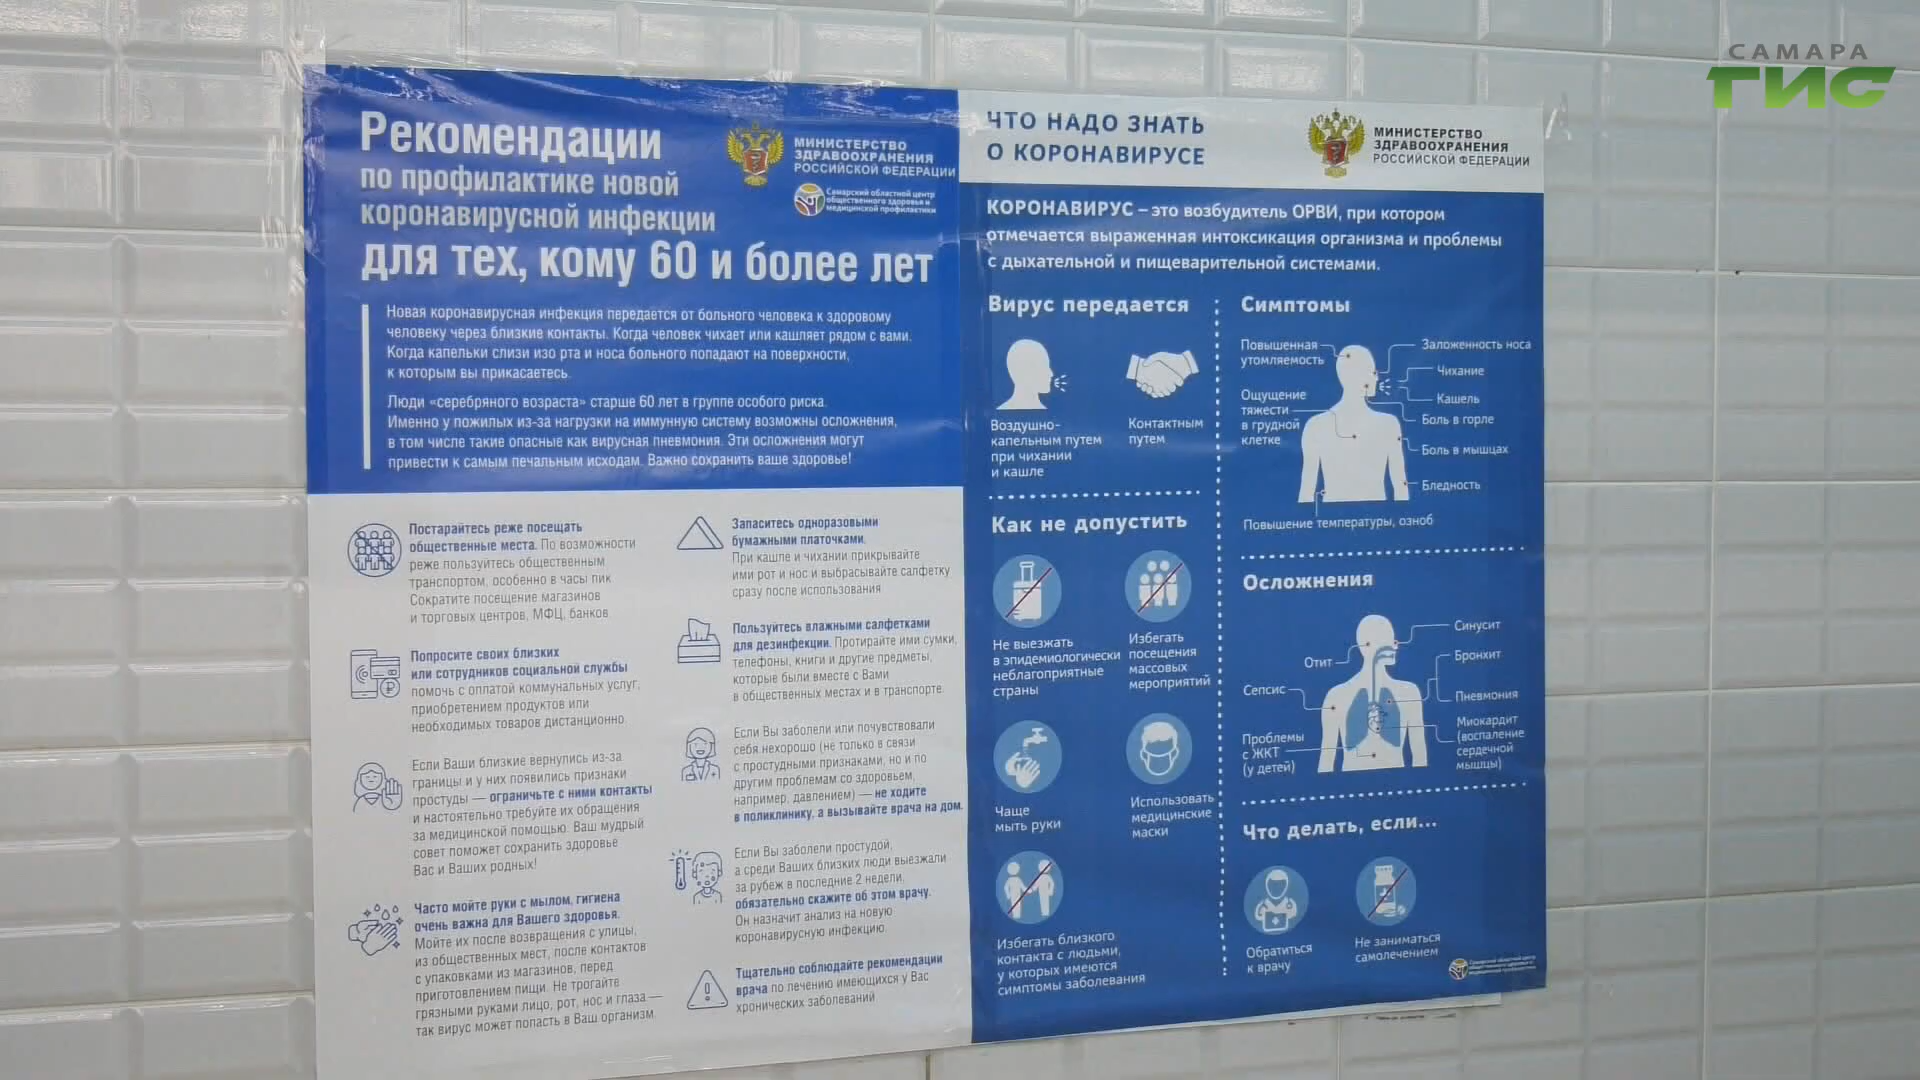 САМАРА
ГИС
Рекомендации
по профилактике новой
коронавирусной инфекции
для тех, кому 60 и более лет
МИНИСТЕРСТВО
ЗДРАВООХРАНЕНИЯ
РОССИЙСКОЙ ФЕДЕРАЦИИ
Самарский областной центр
общественного здоровья и
медицинской профилактики
Новая коронавирусная инфекция передается от больного человека к здоровому
человеку через близкие контакты. Когда человек чихает или кашляет рядом с вами.
Когда капельки слизи изо рта и носа больного попадают на поверхности,
к которым вы прикасаетесь.
Люди «серебряного возраста» старше 60 лет в группе особого риска.
Именно у пожилых из-за нагрузки на иммунную систему возможны осложнения,
в том числе такие опасные как вирусная пневмония. Эти осложнения могут
привести к самым печальным исходам. Важно сохранить ваше здоровье!
Постарайтесь реже посещать
общественные места. По возможности
реже пользуйтесь общественным
транспортом, особенно в часы пик
Сократите посещение магазинов
и торговых центров, МФЦ, банков
Попросите своих близких
или сотрудников социальной службы
помочь с оплатой коммунальных услуг,
приобретением продуктов или
необходимых товаров дистанционно.
Если Ваши близкие вернулись из-за
границы и у них появились признаки
простуды — ограничьте с ними контакты
и настоятельно требуйте их обращения
за медицинской помощью. Ваш мудрый
совет поможет сохранить здоровье
Вас и Ваших родных!
Часто мойте руки с мылом, гигиена
очень важна для Вашего здоровья.
Мойте их после возвращения с улицы,
из общественных мест, после контактов
с упаковками из магазинов, перед
приготовлением пищи. Не трогайте
грязными руками лицо, рот, нос и глаза —
так вирус может попасть в Ваш организм.
Запаситесь одноразовыми
бумажными платочками.
При кашле и чихании прикрывайте
ими рот и нос и выбрасывайте салфетку
сразу после использования
Пользуйтесь влажными салфетками
для дезинфекции. Протирайте ими сумки,
телефоны, книги и другие предметы,
которые были вместе с Вами
в общественных местах и в транспорте.
Если Вы заболели или почувствовали
себя нехорошо (не только в связи
с простудными признаками, но и по
другим проблемам со здоровьем,
например, давлением) — не ходите
в поликлинику, а вызывайте врача на дом.
Если Вы заболели простудой,
а среди Ваших близких люди выезжали
за рубеж в последние 2 недели,
обязательно скажите об этом врачу.
Он назначит анализ на новую
коронавирусную инфекцию.
Тщательно соблюдайте рекомендации
врача по лечению имеющихся у Вас
хронических заболеваний
ЧТО НАДО ЗНАТЬ
О КОРОНАВИРУСЕ
МИНИСТЕРСТВО
ЗДРАВООХРАНЕНИЯ
РОССИЙСКОЙ ФЕДЕРАЦИИ
КОРОНАВИРУС – это возбудитель ОРВИ, при котором
отмечается выраженная интоксикация организма и проблемы
с дыхательной и пищеварительной системами.
Вирус передается
Воздушно-
капельным путем
при чихании
и кашле
Контактным
путем
Как не допустить
Не выезжать
в эпидемиологически
неблагоприятные
страны
Избегать
посещения
массовых
мероприятий
Чаще
мыть руки
Использовать
медицинские
маски
Избегать близкого
контакта с людьми,
у которых имеются
симптомы заболевания
Симптомы
Повышенная
утомляемость
Ощущение
тяжести
в грудной
клетке
Заложенность носа
Чихание
Кашель
Боль в горле
Боль в мышцах
Бледность
Повышение температуры, озноб
Осложнения
Отит
Сепсис
Проблемы
с ЖКТ
(у детей)
Синусит
Бронхит
Пневмония
Миокардит
(воспаление
сердечной
мышцы)
Что делать, если...
Обратиться
к врачу
Не заниматься
самолечением
Самарский областной центр
общественного здоровья и
медицинской профилактики